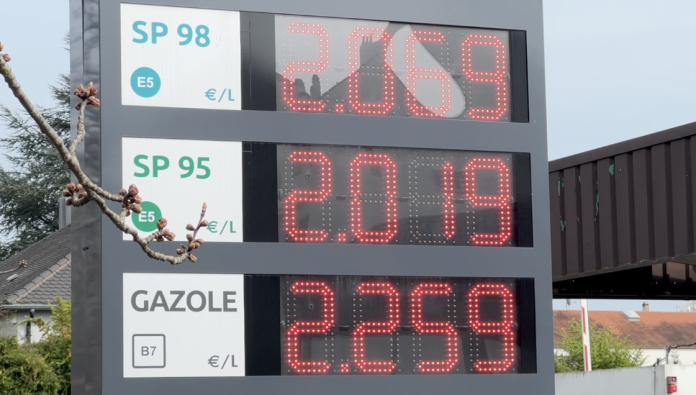 SP 98
E5
€/L
2.069
SP 95
E5
€/L
2.019
GAZOLE
B7
€/L
2.259